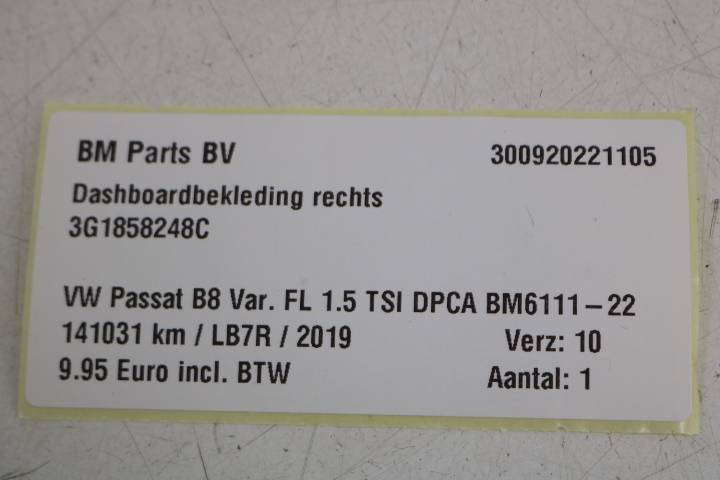 BM Parts BV 300920221105
Dashboardbekleding rechts
3G1858248C
VW Passat B8 Var. FL 1.5 TSI DPCA BM6111-22
141031 km / LB7R / 2019 Verz: 10
9.95 Euro incl. BTW Aantal: 1